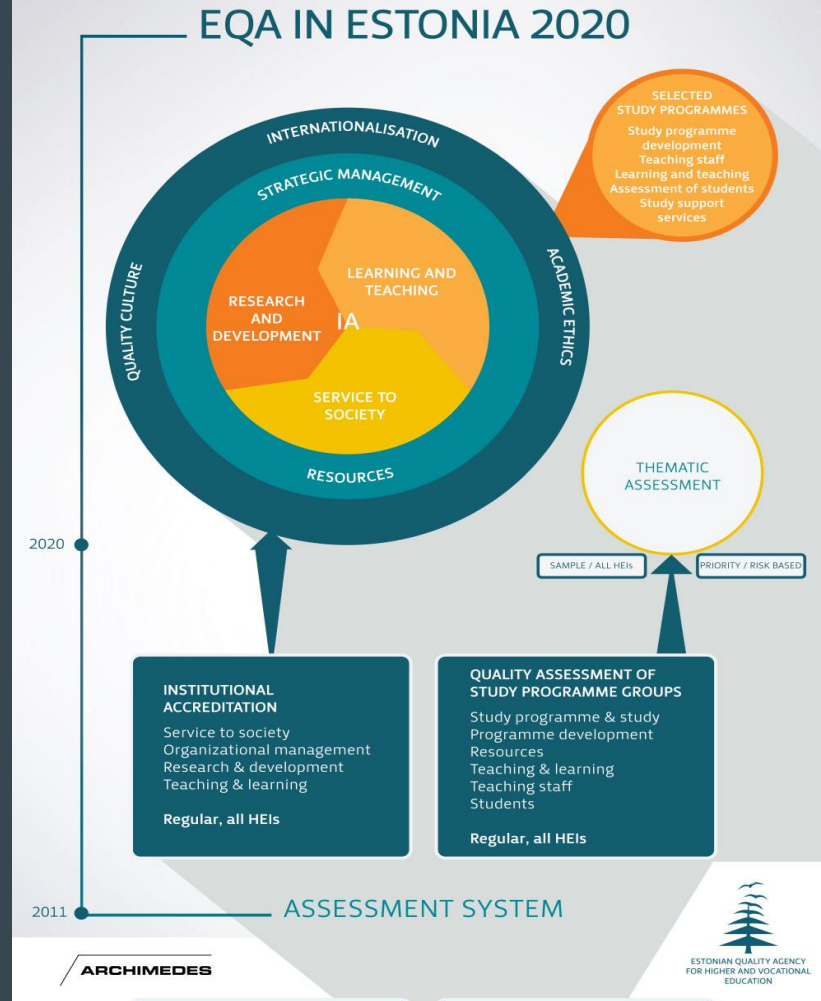 EQA IN ESTONIA 2020
SELECTED
STUDY PROGRAMMES
Study programme
development
Teaching staff
Learning and teaching
Assessment of students
Study support
services
INTERNATIONALISATION
STRATEGIC MANAGEMENT
QUALITY CULTURE
ACADEMIC ETHICS
LEARNING AND
TEACHING
RESEARCH
AND
DEVELOPMENT
IA
SERVICE TO
SOCIETY
RESOURCES
THEMATIC
ASSESSMENT
2020
SAMPLE / ALL HEIs
PRIORITY / RISK BASED
INSTITUTIONAL
ACCREDITATION
Service to society
Organizational management
Research & development
Teaching & learning
Regular, all HEIs
QUALITY ASSESSMENT OF
STUDY PROGRAMME GROUPS
Study programme & study
Programme development
Resources
Teaching & learning
Teaching staff
Students
Regular, all HEIs
2011
ASSESSMENT SYSTEM
ARCHIMEDES
ESTONIAN QUALITY AGENCY
FOR HIGHER AND VOCATIONAL
EDUCATION